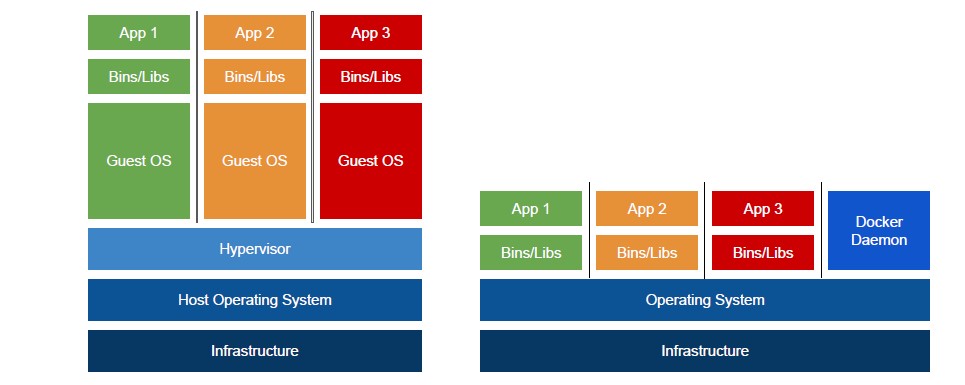 App 1
App 2
App 3
Bins/Libs
Bins/Libs
Bins/Libs
Guest OS
Guest OS
Guest OS
Hypervisor
Host Operating System
Infrastructure
App 1
App 2
App 3
Docker
Daemon
Bins/Libs
Bins/Libs
Bins/Libs
Operating System
Infrastructure